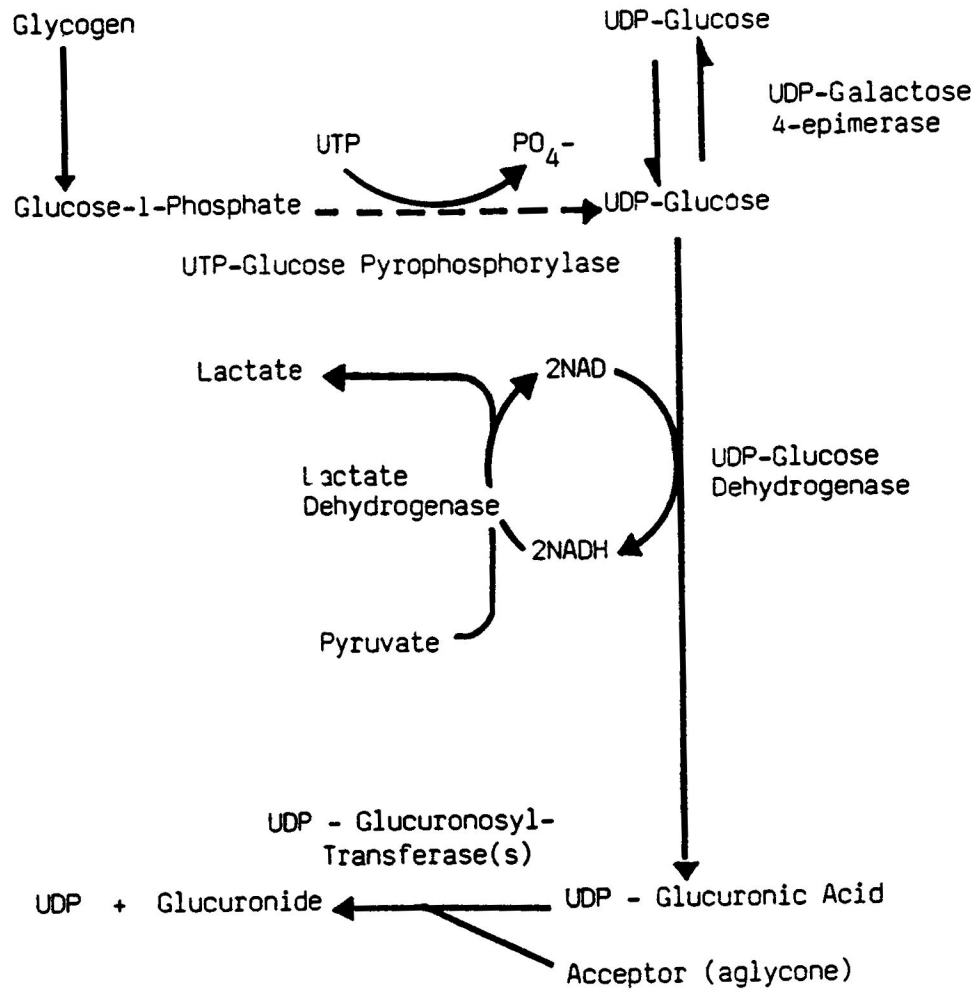 Glycogen
UDP-Glucose
UDP-Galactose
4-epimerase
UTP
PO4-
Glucose-1-Phosphate
UDP-Glucose
UTP-Glucose Pyrophosphorylase
Lactate
2NAD
UDP-Glucose
Dehydrogenase
Lactate
Dehydrogenase
2NADH
Pyruvate
UDP - Glucuronosyl-
Transferase(s)
UDP + Glucuronide
UDP - Glucuronic Acid
Acceptor (aglycone)